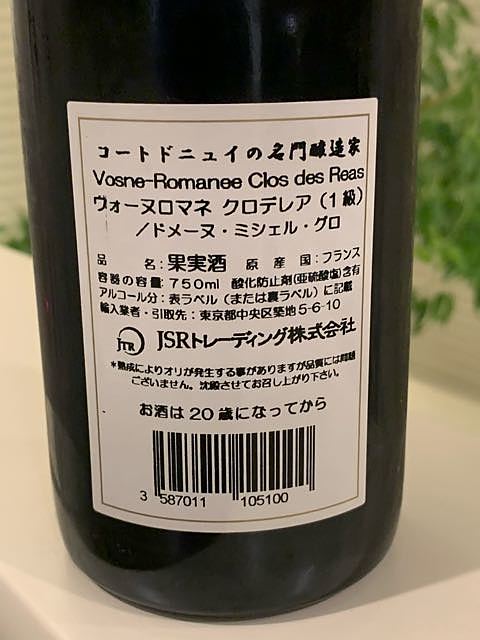 コートドニュイの名門醸造家
Vosne-Romanee Clos des Reas
ヴォーヌロマネ クロデレア（１級）
／ドメーヌ・ミシェル・グロ
品 名：果実酒 原 産 国：フランス
容器の容量：750ml 酸化防止剤(亜硫酸塩)含有
アルコール分：表ラベル（または裏ラベル）に記載
輸入業者・引取先：東京都中央区築地5-6-10
JTR JSRトレーディング株式会社
*熟成によりオリが発生する事がありますが品質には問題
ございません。沈殿させてお召し上がり下さい。
お酒は20歳になってから
3 587011 105100